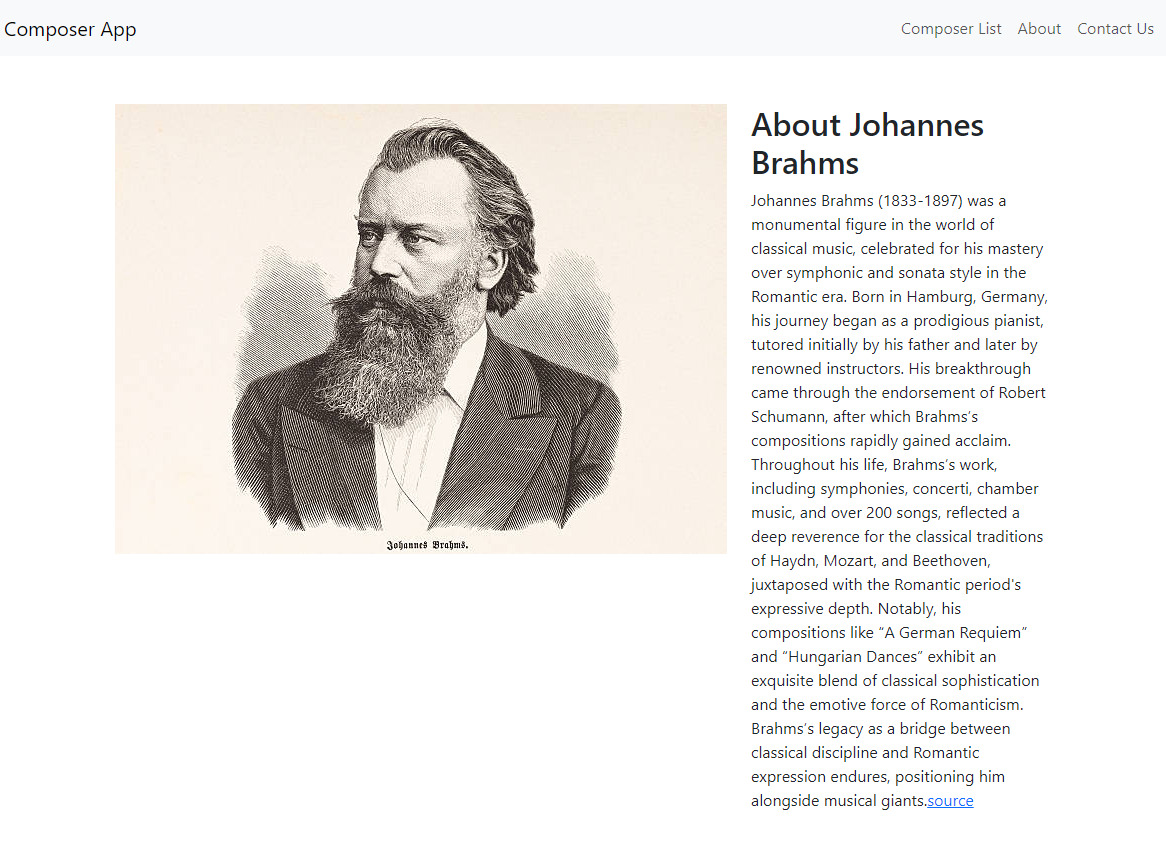 Composer App
Composer List About Contact Us
Johannes Brahms.
About Johannes
Brahms
Johannes Brahms (1833-1897) was a
monumental figure in the world of
classical music, celebrated for his mastery
over symphonic and sonata style in the
Romantic era. Born in Hamburg, Germany,
his journey began as a prodigious pianist,
tutored initially by his father and later by
renowned instructors. His breakthrough
came through the endorsement of Robert
Schumann, after which Brahms’s
compositions rapidly gained acclaim.
Throughout his life, Brahms’s work,
including symphonies, concerti, chamber
music, and over 200 songs, reflected a
deep reverence for the classical traditions
of Haydn, Mozart, and Beethoven,
juxtaposed with the Romantic period's
expressive depth. Notably, his
compositions like “A German Requiem”
and “Hungarian Dances” exhibit an
exquisite blend of classical sophistication
and the emotive force of Romanticism.
Brahms’s legacy as a bridge between
classical discipline and Romantic
expression endures, positioning him
alongside musical giants.source